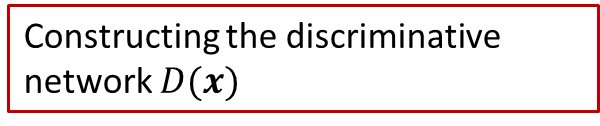 Constructing the discriminative
network D(x)